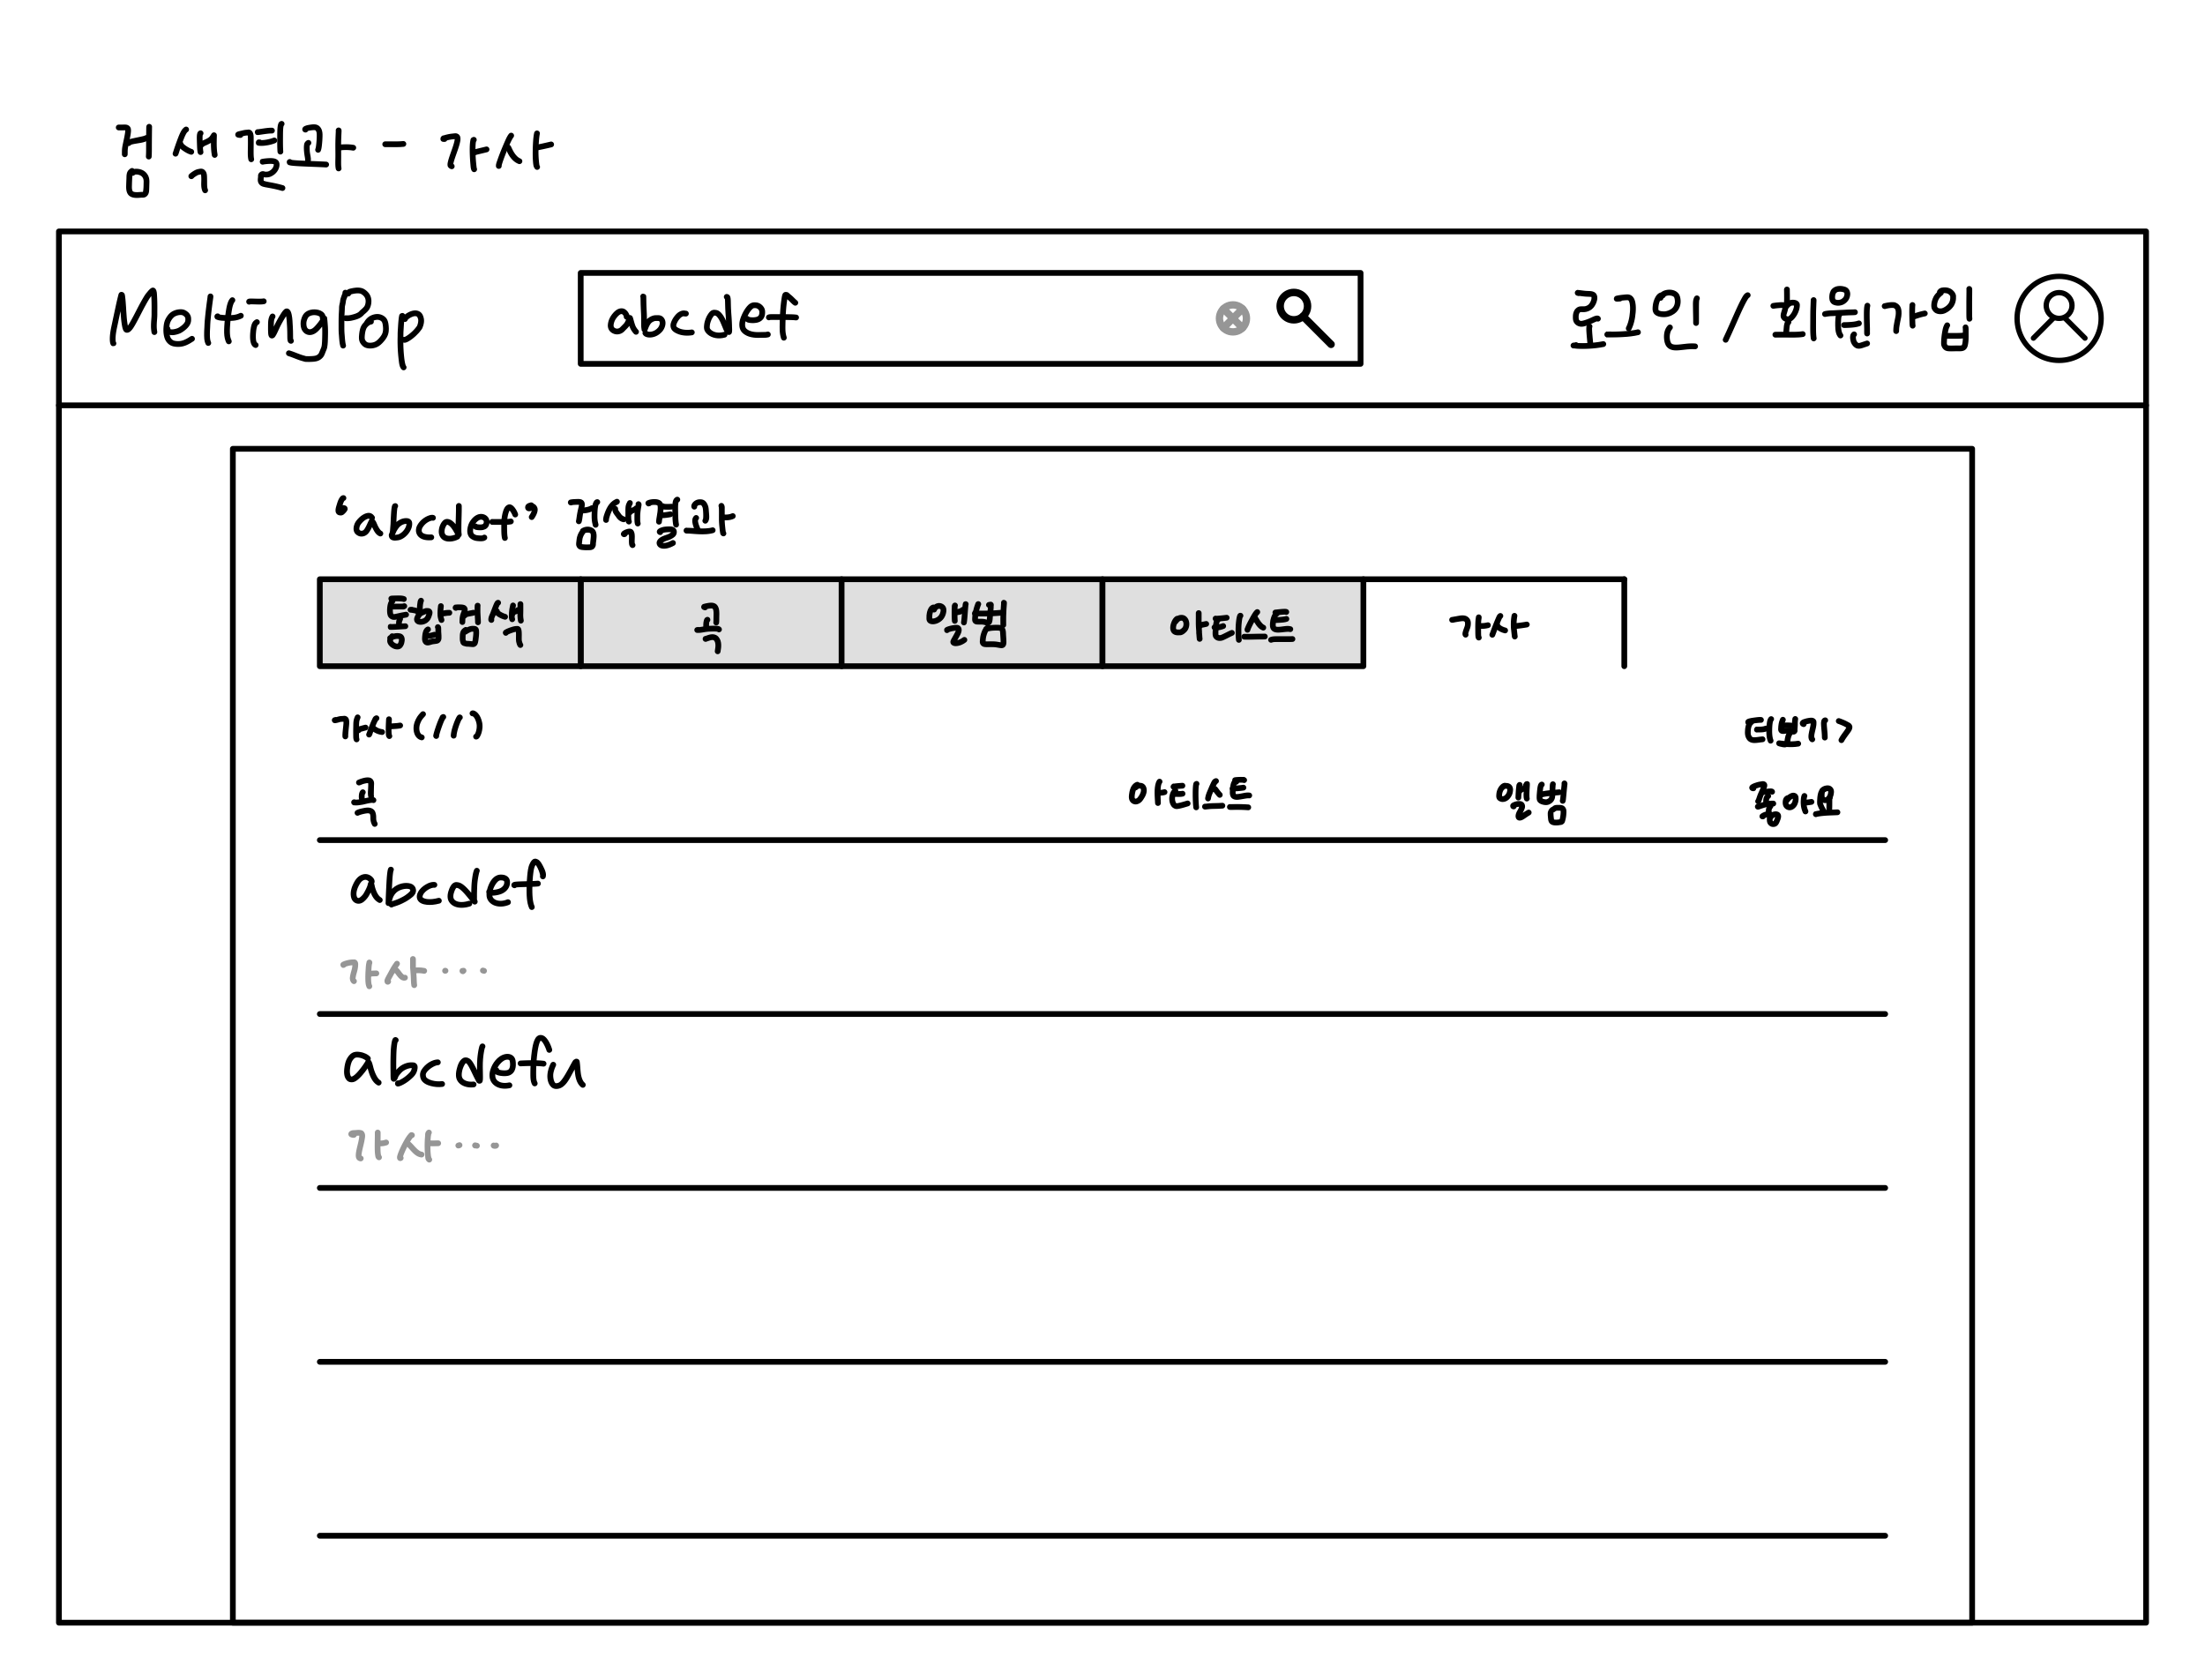 검색결과 - 가사
MeltingPop abcdef 로그인/회원가입
"abcdef" 검색결과
통합검색 곡 앨범 아티스트 가사
가사(11) 더보기>
곡 아티스트 앨범 좋아요
abcdef
가사...
abcdefu
가사...